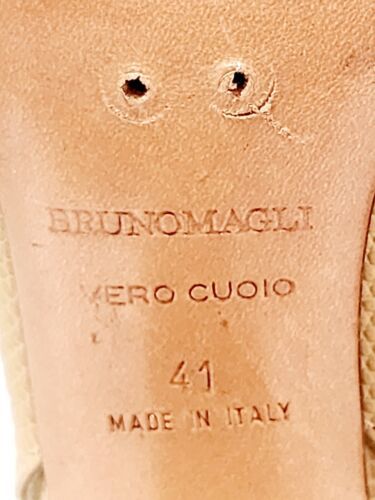 BRUNOMAGLI
VERO CUOIO
41
MADE IN ITALY